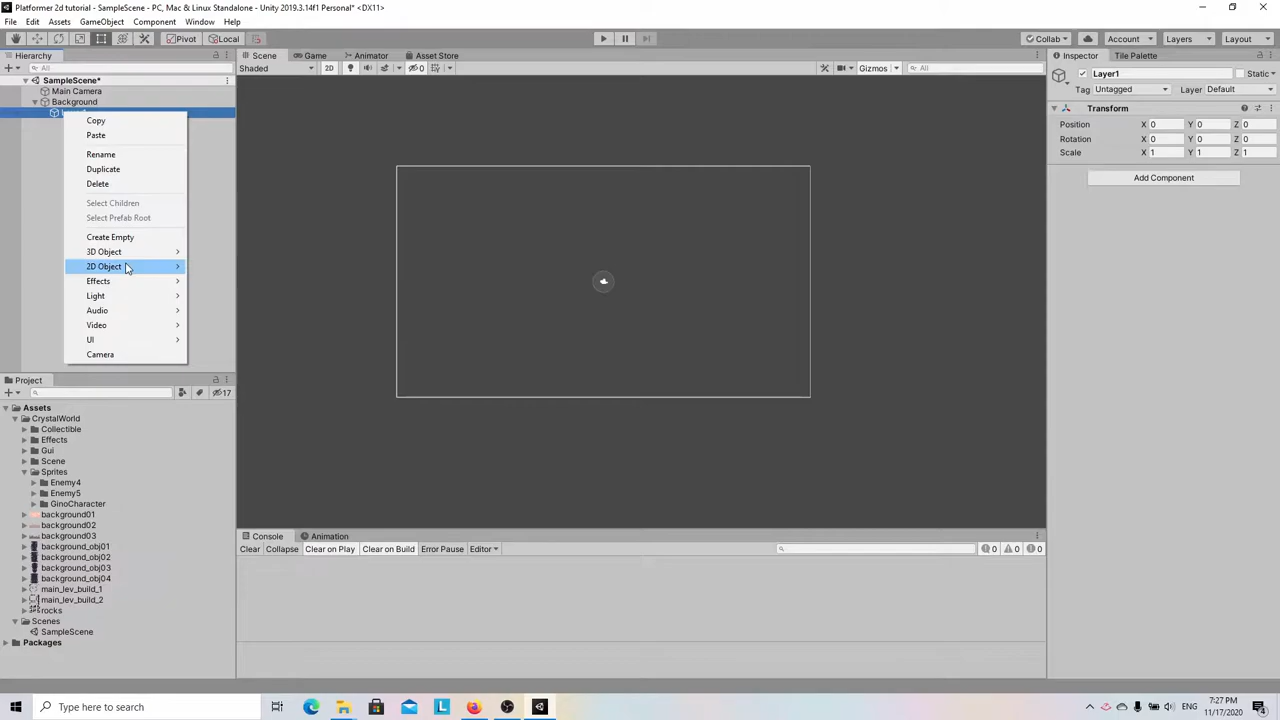 Platformer 2d tutorial - SampleScene - PC, Mac & Linux Standalone - Unity 2019.3.14f1 Personal* <DX11>
File Edit Assets GameObject Component Window Help
Pivot Local Collab Account Layers Layout
Hierarchy Scene Game Animator Asset Store Inspector Tile Palette
All Shaded 2D 0 Gizmos All Layer1 Static
SampleScene*
Main Camera Tag Untagged Layer Default
Background
Transform
Copy
Position X 0 Y 0 Z 0
Paste
Rotation X 0 Y 0 Z 0
Rename
Scale X 1 Y 1 Z 1
Duplicate
Add Component
Delete
Select Children
Select Prefab Root
Create Empty
3D Object
2D Object
Effects
Light
Audio
Video
UI
Camera
Project
17
Assets
CrystalWorld
Collectible
Effects
Gui
Scene
Sprites
Enemy4
Enemy5
GinoCharacter
background01
background02
background03
background_obj01
background_obj02
background_obj03
background_obj04
main_lev_build_1
main_lev_build_2
rocks
Scenes
SampleScene
Packages
Console Animation
Clear Collapse Clear on Play Clear on Build Error Pause Editor 0 0 0
Type here to search
ENG 7:27 PM
11/17/2020
4